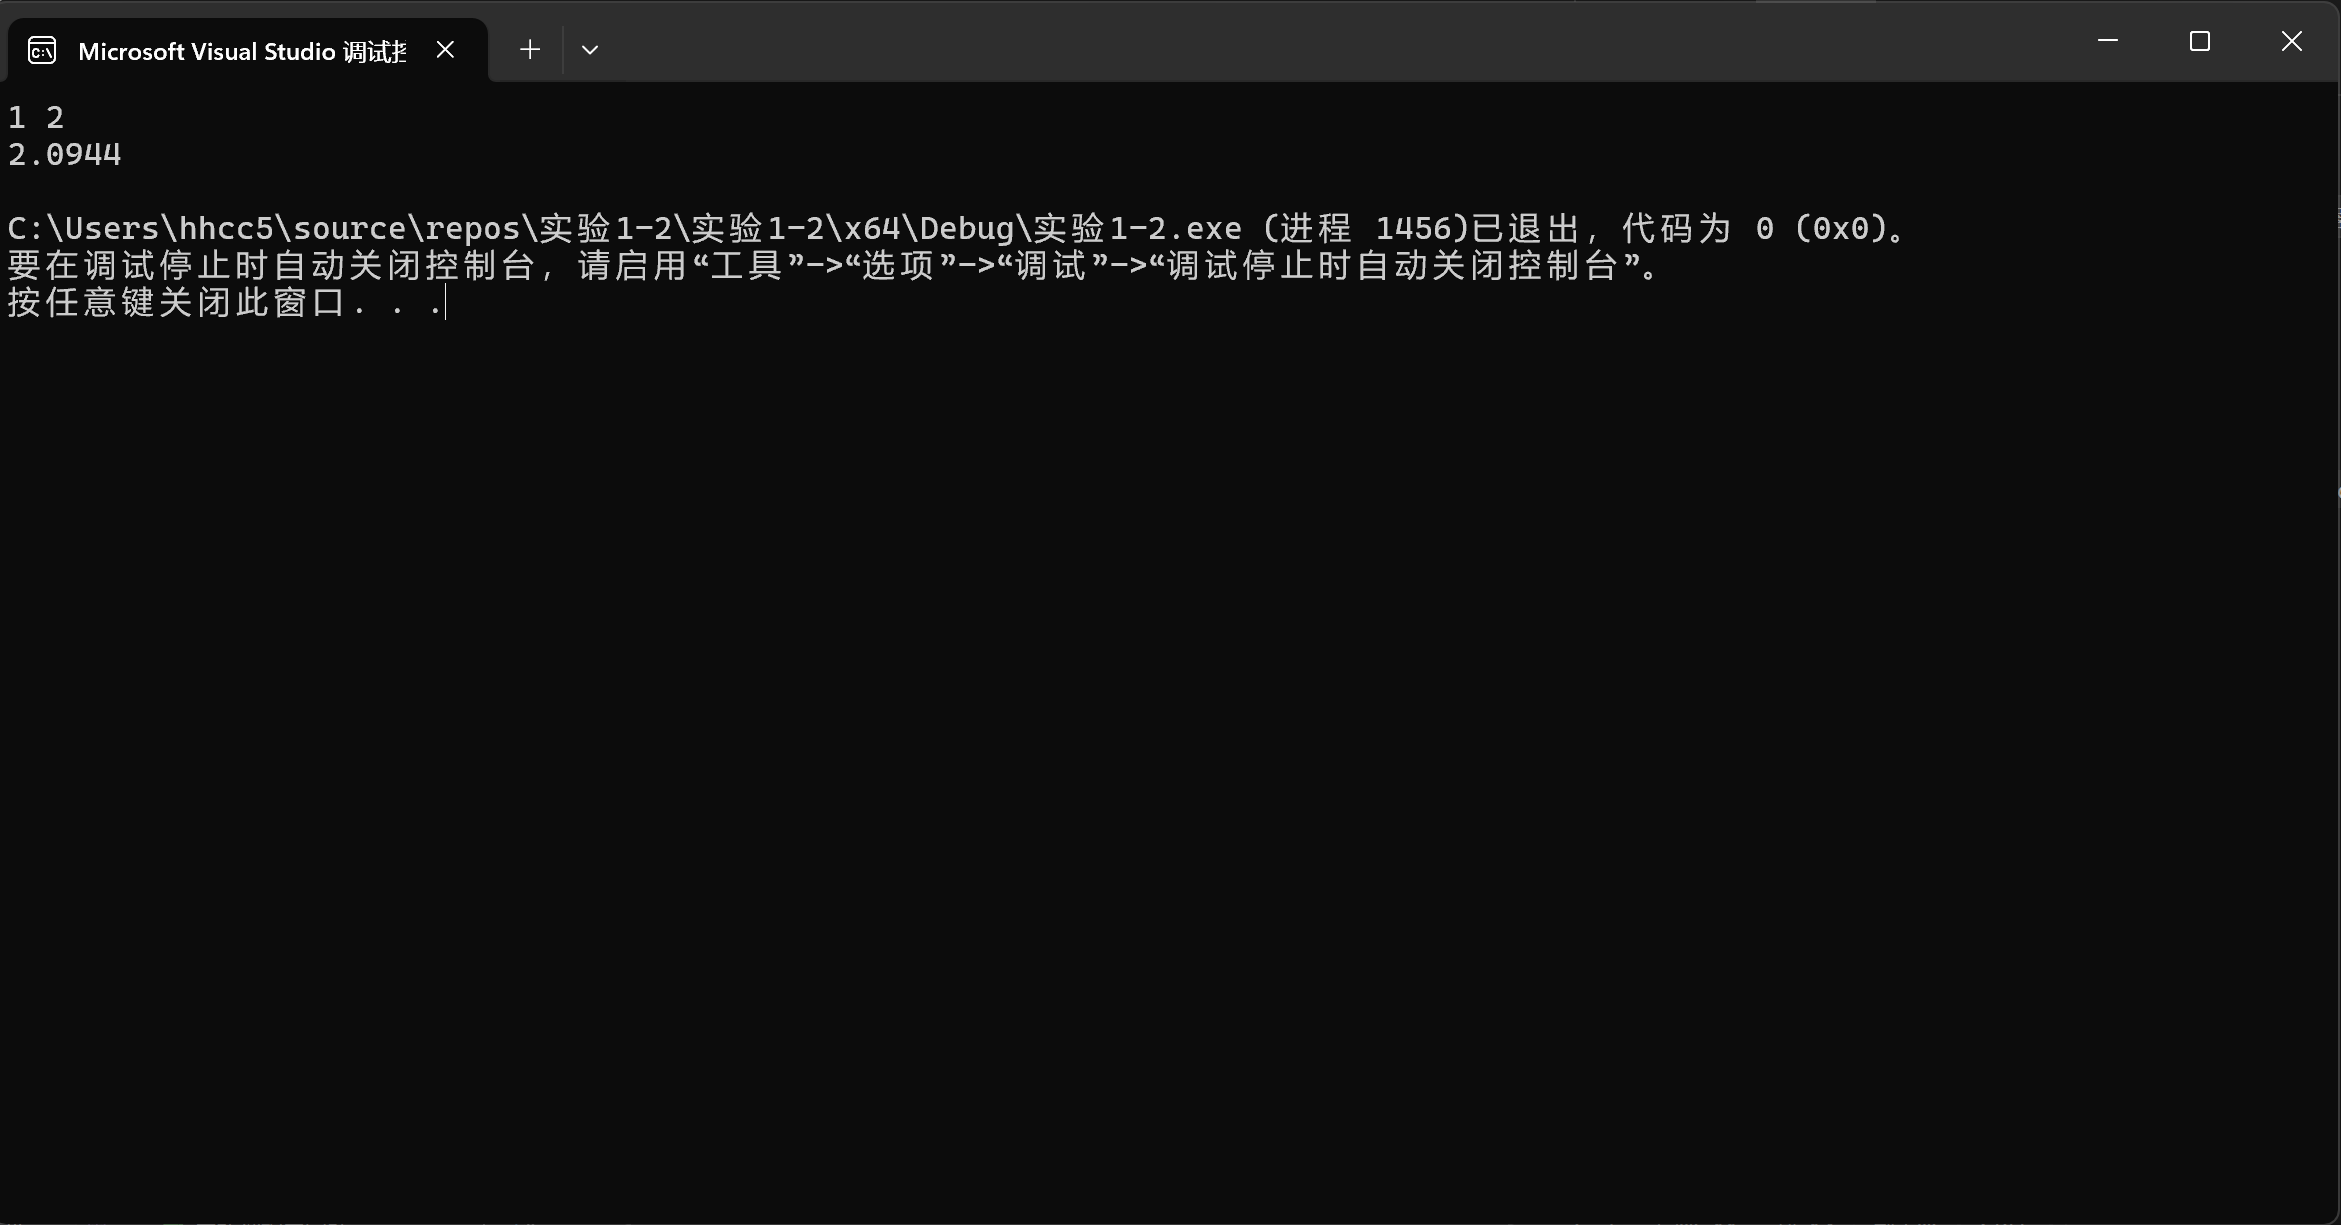 Microsoft Visual Studio 调试控
1 2
2.0944
C:\Users\hhcc5\source\repos\实验1-2\实验1-2\x64\Debug\实验1-2.exe (进程 1456)已退出，代码为 0 (0x0)。
要在调试停止时自动关闭控制台，请启用“工具”->“选项”->“调试”->“调试停止时自动关闭控制台”。
按任意键关闭此窗口. . .